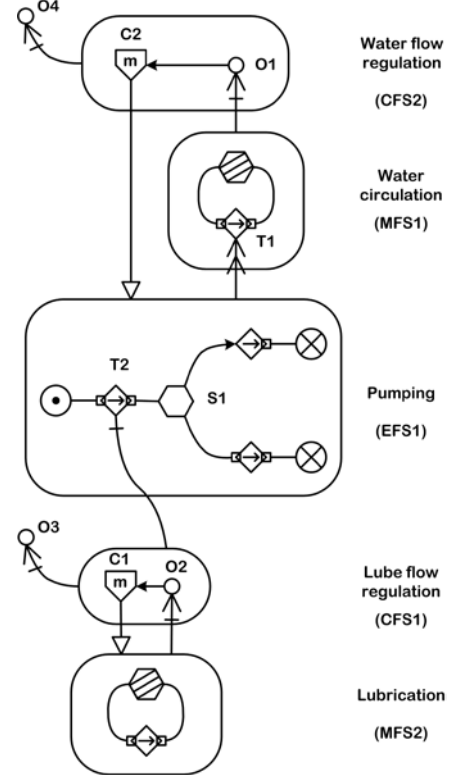 O4
C2
m
O1
Water flow
regulation
(CFS2)
Water
circulation
(MFS1)
T1
T2
S1
Pumping
(EFS1)
O3
C1
O2
m
Lube flow
regulation
(CFS1)
Lubrication
(MFS2)